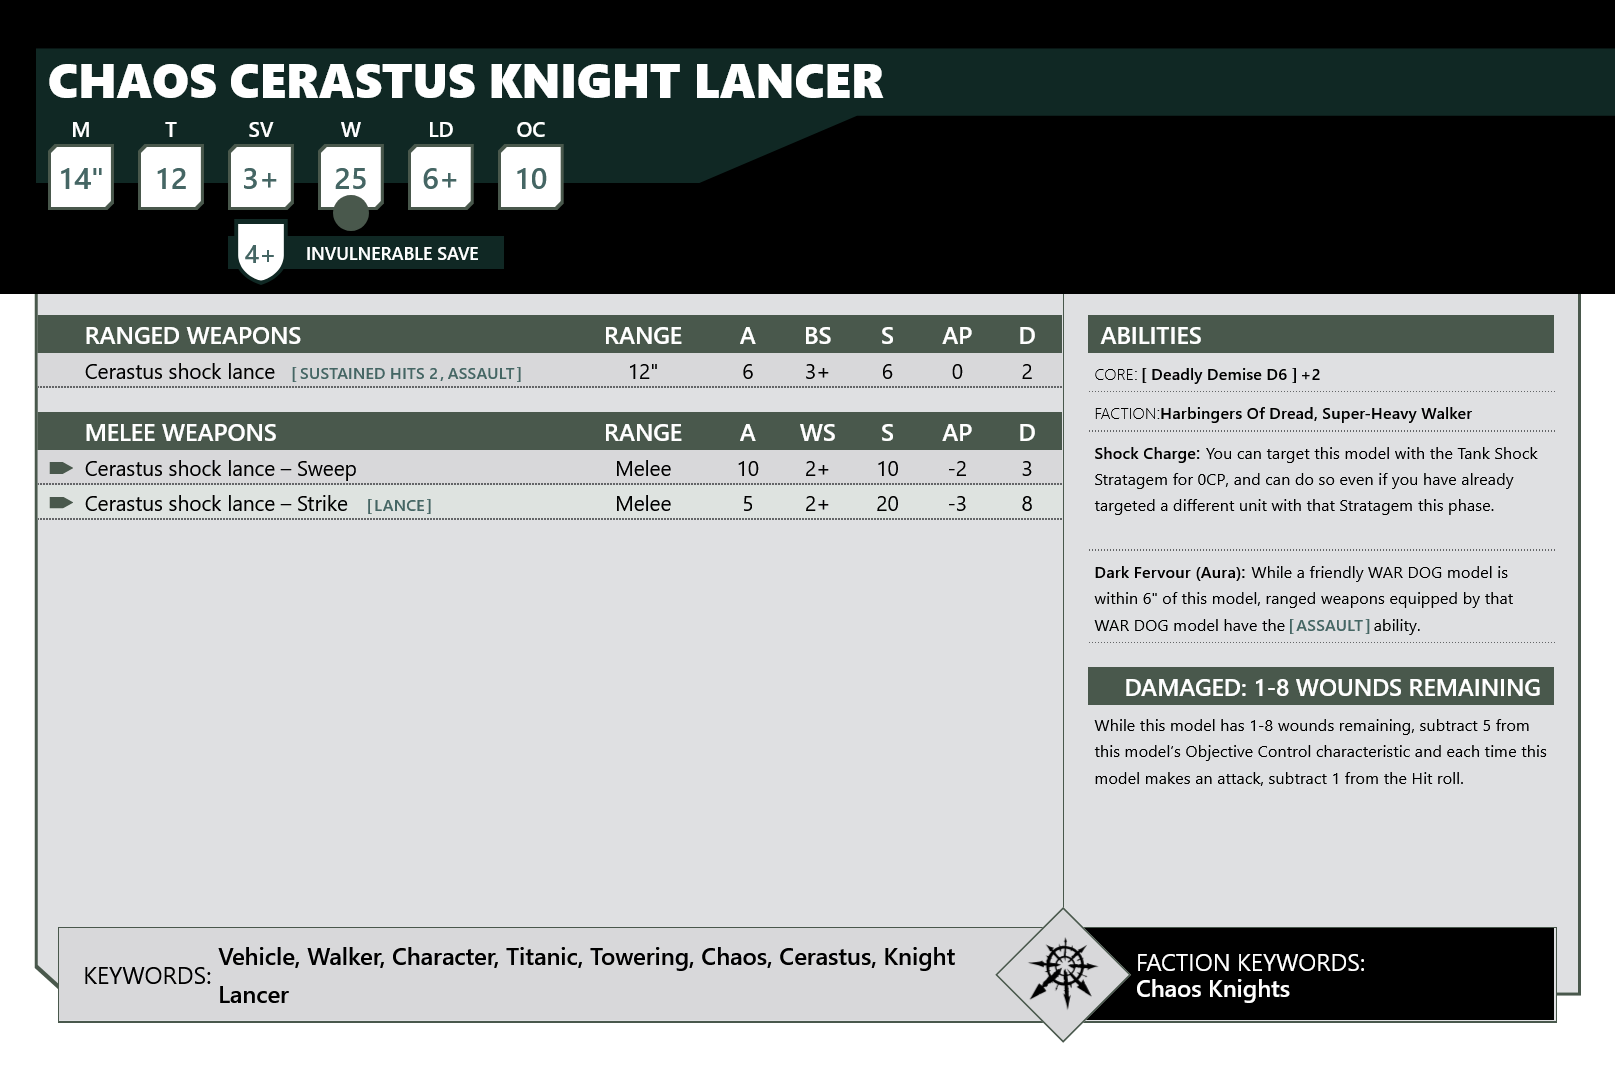 CHAOS CERASTUS KNIGHT LANCER
M T SV W LD OC
14" 12 3+ 25 6+ 10
4+ INVULNERABLE SAVE
RANGED WEAPONS RANGE A BS S AP D
Cerastus shock lance [ SUSTAINED HITS 2 , ASSAULT ] 12" 6 3+ 6 0 2
MELEE WEAPONS RANGE A WS S AP D
Cerastus shock lance – Sweep Melee 10 2+ 10 -2 3
Cerastus shock lance – Strike [ LANCE ] Melee 5 2+ 20 -3 8
ABILITIES
CORE: [ Deadly Demise D6 ] +2
FACTION:Harbingers Of Dread, Super-Heavy Walker
Shock Charge: You can target this model with the Tank Shock
Stratagem for 0CP, and can do so even if you have already
targeted a different unit with that Stratagem this phase.
Dark Fervour (Aura): While a friendly WAR DOG model is
within 6" of this model, ranged weapons equipped by that
WAR DOG model have the [ ASSAULT ] ability.
DAMAGED: 1-8 WOUNDS REMAINING
While this model has 1-8 wounds remaining, subtract 5 from
this model’s Objective Control characteristic and each time this
model makes an attack, subtract 1 from the Hit roll.
KEYWORDS: Vehicle, Walker, Character, Titanic, Towering, Chaos, Cerastus, Knight
Lancer
FACTION KEYWORDS:
Chaos Knights